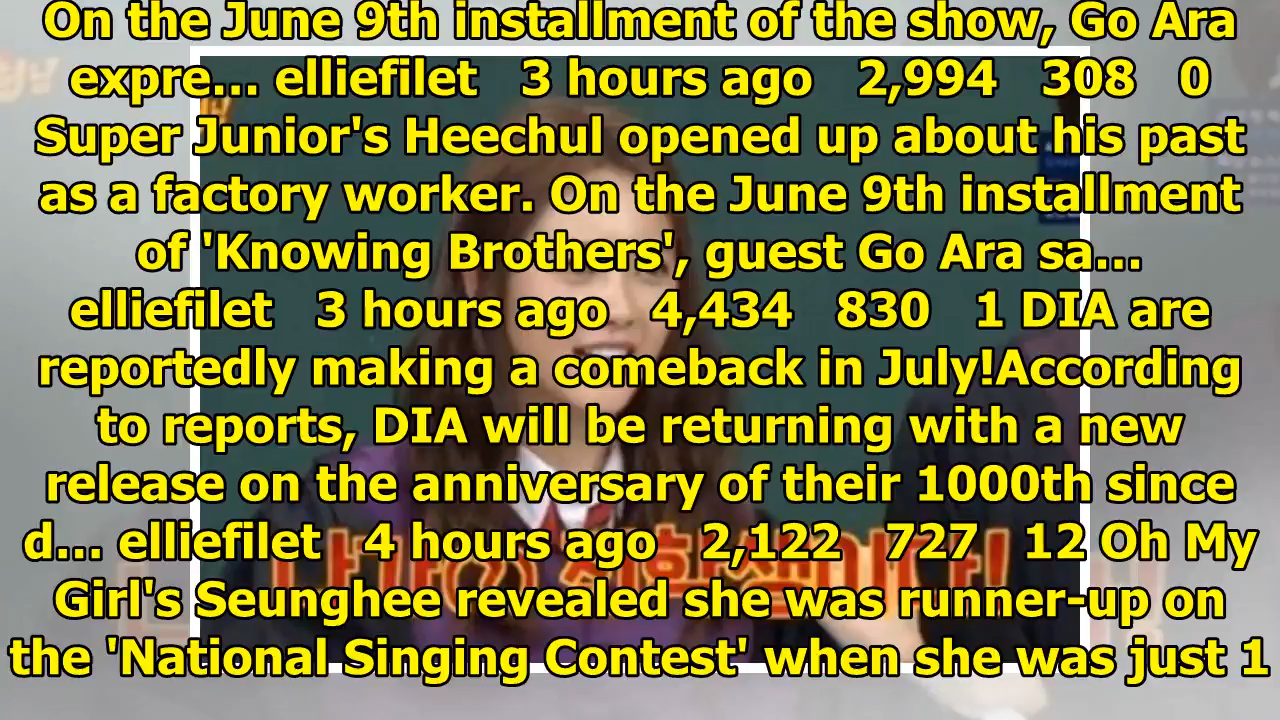 On the June 9th installment of the show, Go Ara
expre... elliefilet 3 hours ago 2,994 308 0
Super Junior's Heechul opened up about his past
as a factory worker. On the June 9th installment
of 'Knowing Brothers', guest Go Ara sa...
elliefilet 3 hours ago 4,434 830 1 DIA are
reportedly making a comeback in July!According
to reports, DIA will be returning with a new
release on the anniversary of their 1000th since
d... elliefilet 4 hours ago 2,122 727 12 Oh My
Girl's Seunghee revealed she was runner-up on
the 'National Singing Contest' when she was just 1